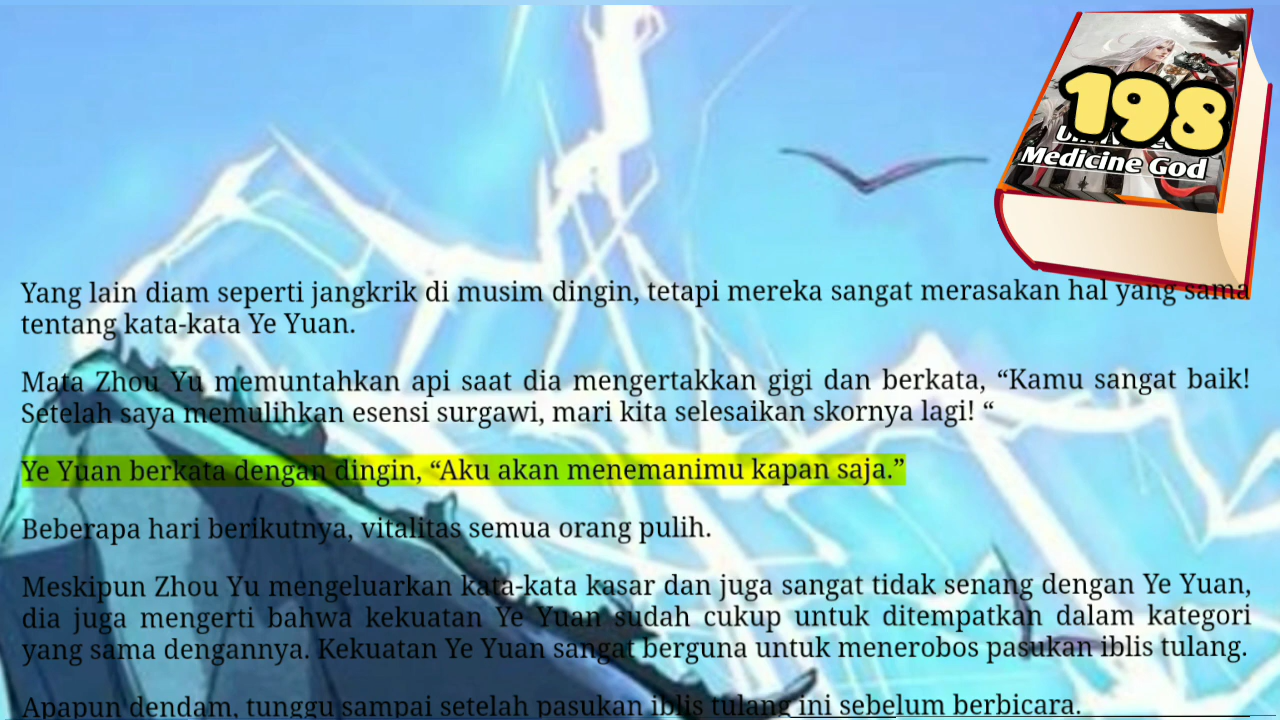 198
Medicine God
Yang lain diam seperti jangkrik di musim dingin, tetapi mereka sangat merasakan hal yang sama
tentang kata-kata Ye Yuan.
Mata Zhou Yu memuntahkan api saat dia mengertakkan gigi dan berkata, “Kamu sangat baik!
Setelah saya memulihkan esensi surgawi, mari kita selesaikan skornya lagi! “
Ye Yuan berkata dengan dingin, “Aku akan menemanimu kapan saja.”
Beberapa hari berikutnya, vitalitas semua orang pulih.
Meskipun Zhou Yu mengeluarkan kata-kata kasar dan juga sangat tidak senang dengan Ye Yuan,
dia juga mengerti bahwa kekuatan Ye Yuan sudah cukup untuk ditempatkan dalam kategori
yang sama dengannya. Kekuatan Ye Yuan sangat berguna untuk menerobos pasukan iblis tulang.
Apapun dendam, tunggu sampai setelah pasukan iblis tulang ini sebelum berbicara.